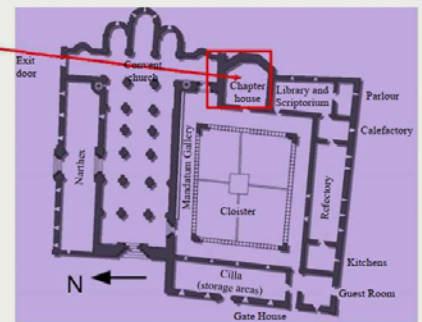 Exit
door
Convent
church
Chapter
house
Library and
Scriptorium
Parlour
Calefactory
Narthex
Mandatum Gallery
Cloister
Refectory
N
Cilla
(storage areas)
Kitchens
Guest Room
Gate House